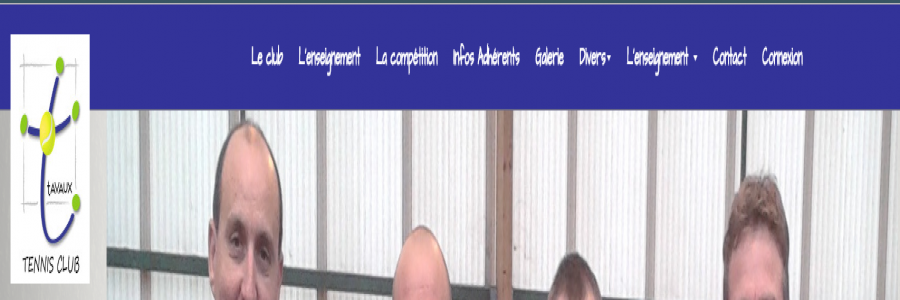 Le club L'enseignement La compétition Infos Adhérents Galerie Divers L'enseignement Contact Connexion
tAVAUX
TENNIS CLUB